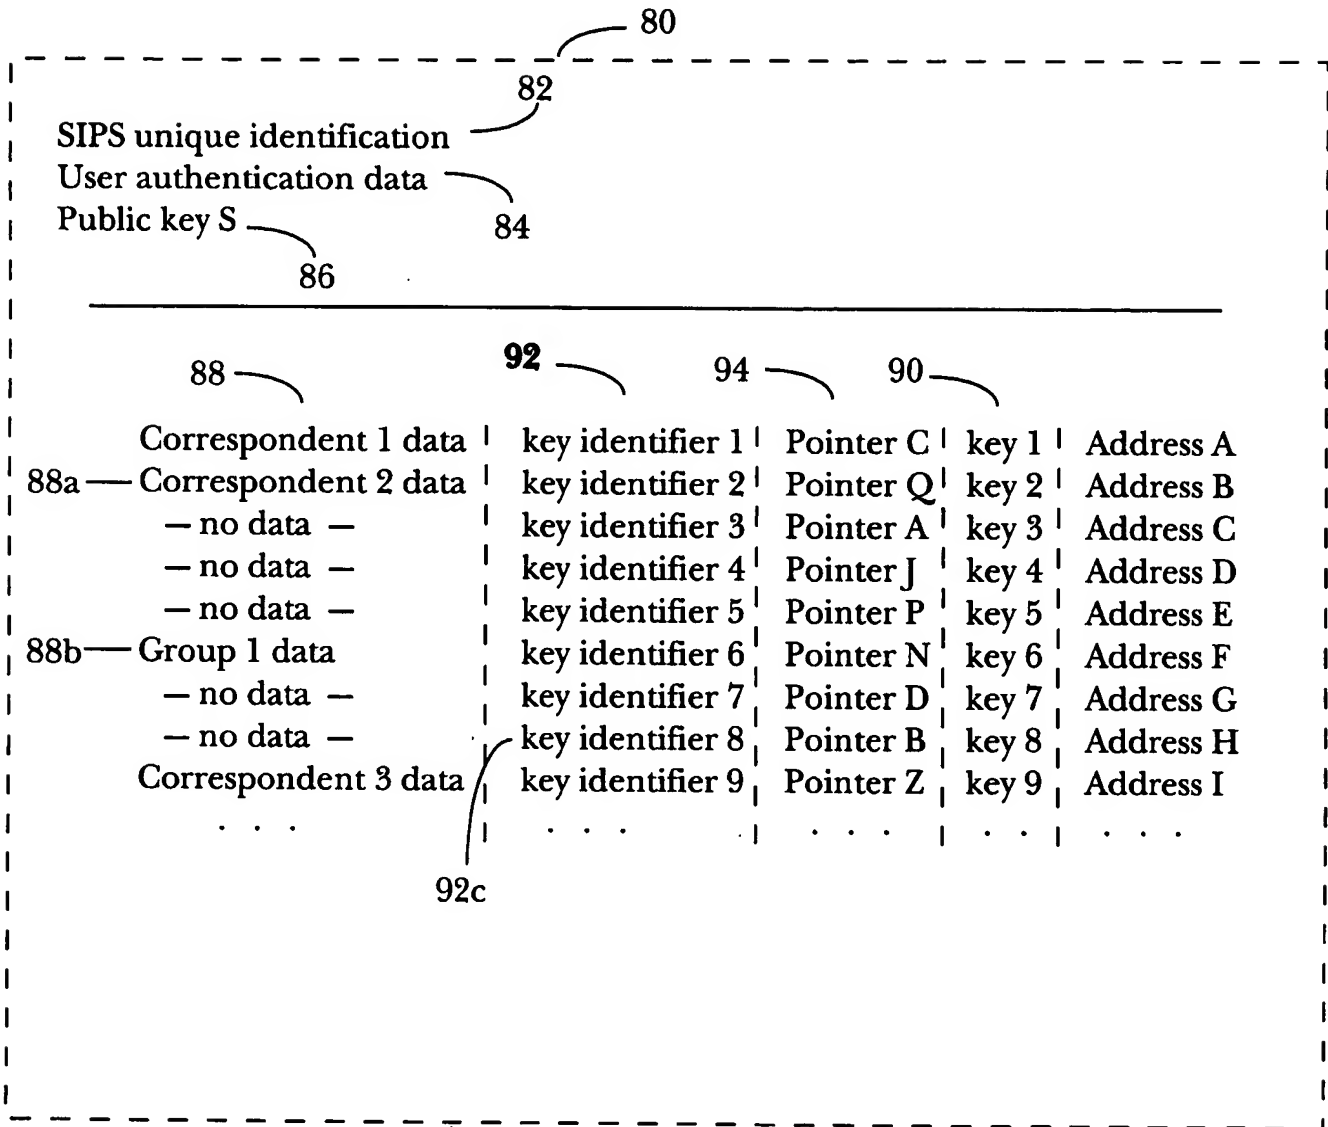 80
82
SIPS unique identification
User authentication data
Public key S
84
86
88 92 94 90
Correspondent 1 data key identifier 1 Pointer C key 1 Address A
88a Correspondent 2 data key identifier 2 Pointer Q key 2 Address B
— no data — key identifier 3 Pointer A key 3 Address C
— no data — key identifier 4 Pointer J key 4 Address D
— no data — key identifier 5 Pointer P key 5 Address E
88b Group 1 data key identifier 6 Pointer N key 6 Address F
— no data — key identifier 7 Pointer D key 7 Address G
— no data — key identifier 8 Pointer B key 8 Address H
Correspondent 3 data key identifier 9 Pointer Z key 9 Address I
. . . . . . . . . . . . . .
92c